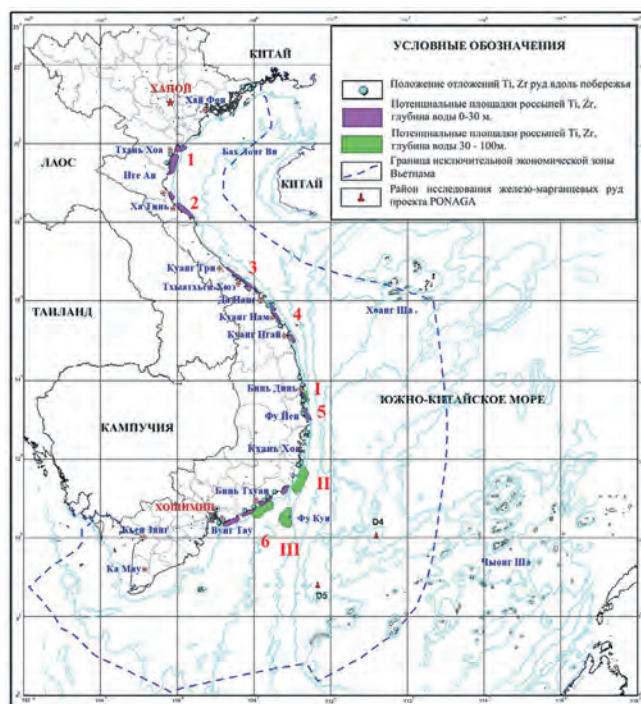 УСЛОВНЫЕ ОБОЗНАЧЕНИЯ
Положение отложений Ti, Zr руд вдоль побережья
Потенциальные площадки россыпей Ti, Zr,
глубина воды 0-30 м.
Потенциальные площадки россыпей Ti, Zr,
глубина воды 30 - 100м.
Граница исключительной экономической зоны
Вьетнама
Район исследования железо-марганцевых руд
проекта PONAGA
КИТАЙ
ХАНОЙ
Хай Фон
Тхань Хоа
1
Бах Лонг Ви
ЛАОС
КИТАЙ
Нге Ан
2
Ха Тинь
Куанг Три
3
Тхыатхьен Хюэ
Да Нанг
Хоанг Ша
ТАИЛАНД
Куанг Нам
4
Куанг Нгай
Бинь Динь
I
ЮЖНО-КИТАЙСКОЕ МОРЕ
5
Фу Йен
КАМПУЧИЯ
Кхань Хоа
II
Бинь Тхуан
ХОШИМИН
Фу Куи
D4
Кьен Занг
Вунг Тау
6
III
Чыонг Ша
Ка Мау
D5